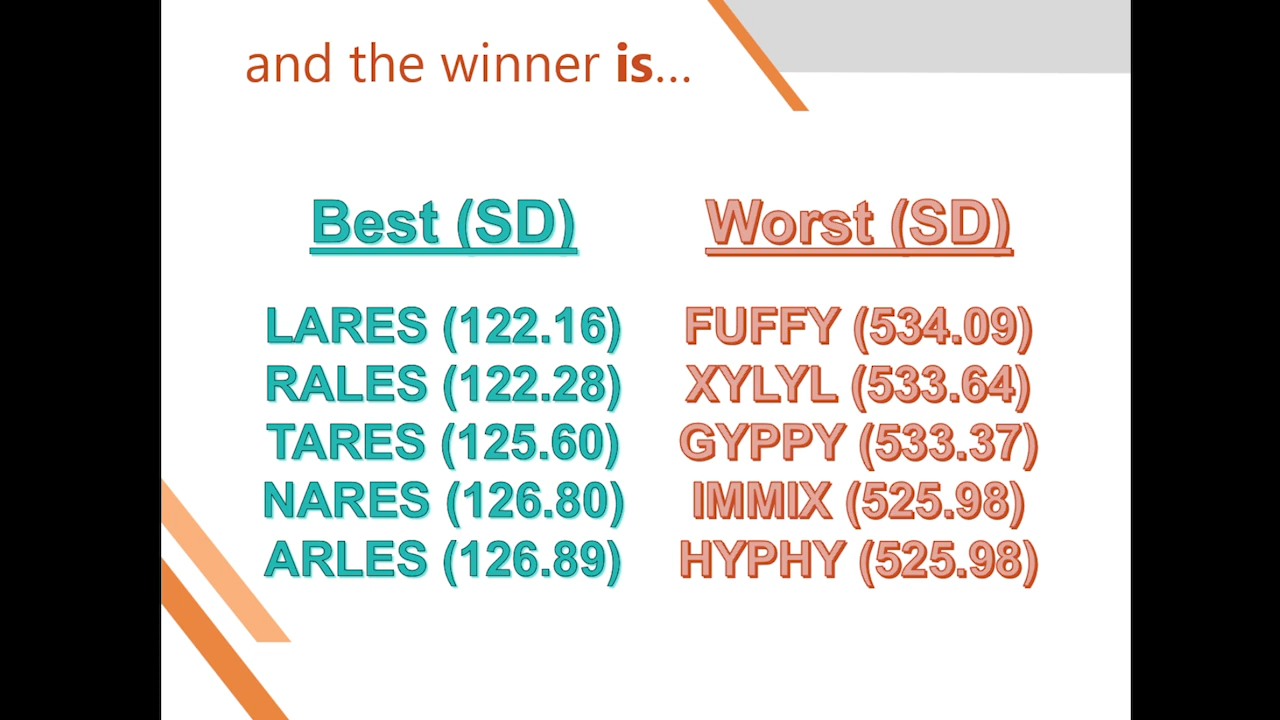 and the winner is...
Best (SD)
LARES (122.16)
RALES (122.28)
TARES (125.60)
NARES (126.80)
ARLES (126.89)
Worst (SD)
FUFFY (534.09)
XYLYL (533.64)
GYPPY (533.37)
IMMIX (525.98)
HYPHY (525.98)